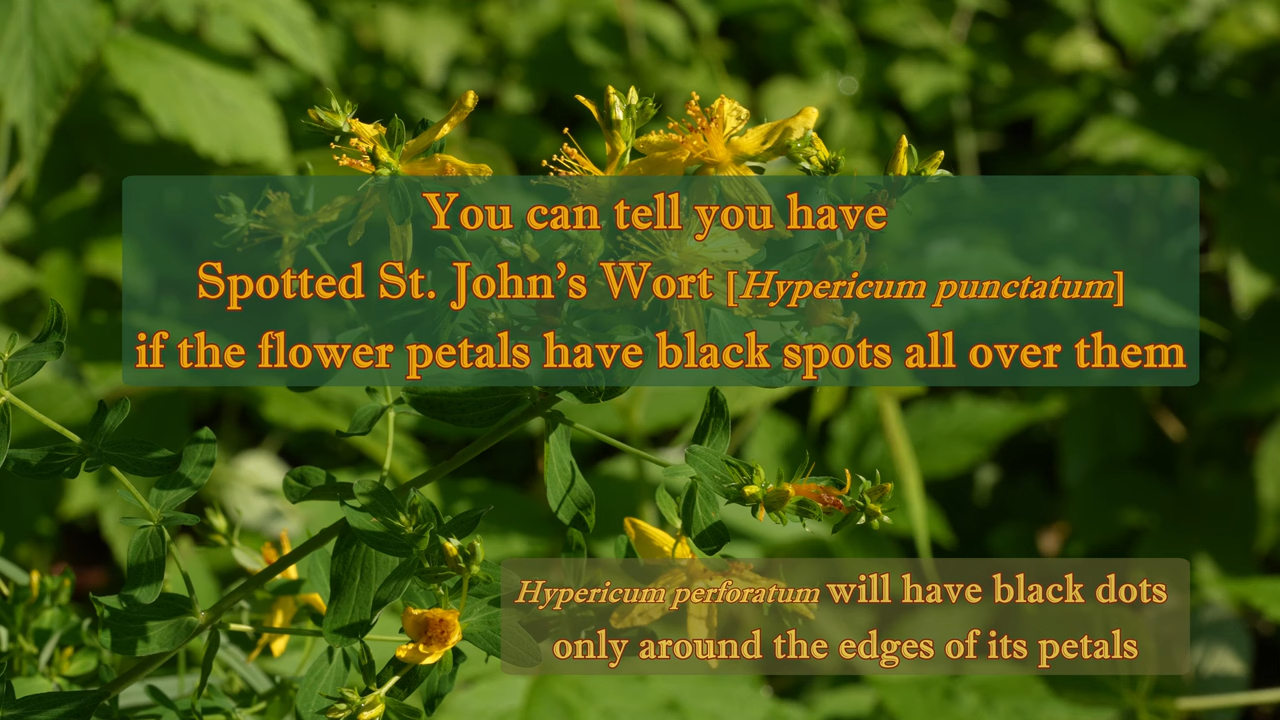 You can tell you have
Spotted St. John's Wort [Hypericum punctatum]
if the flower petals have black spots all over them
Hypericum perforatum will have black dots
only around the edges of its petals